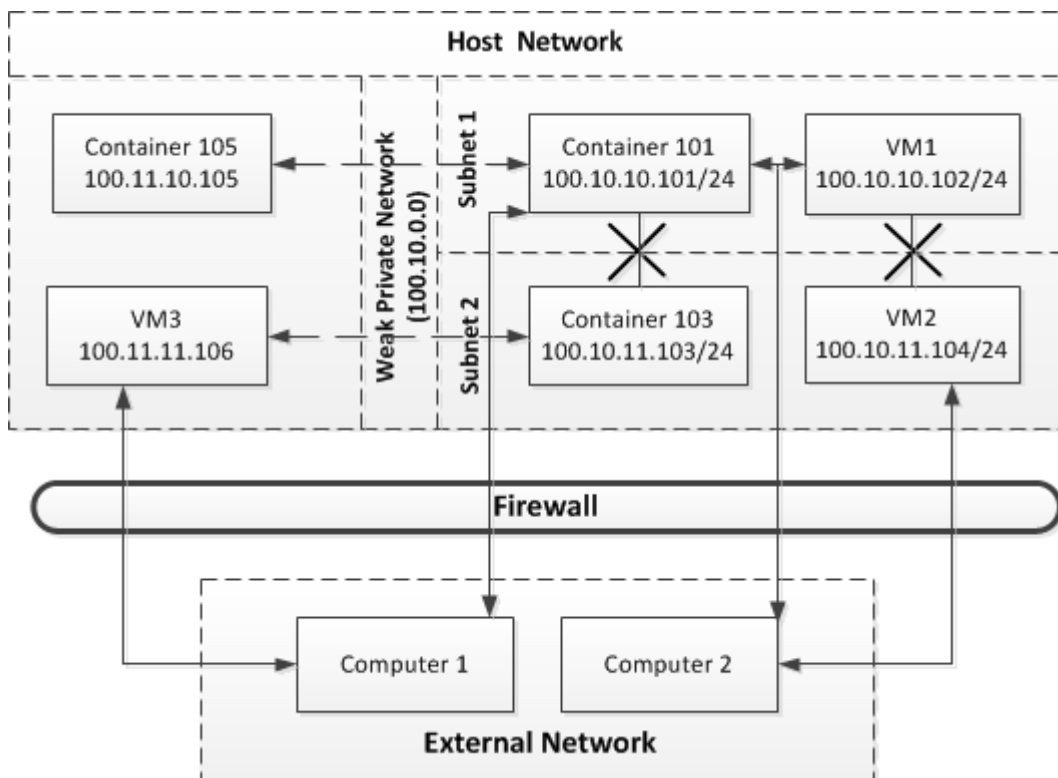 Host  Network
Container 105
100.11.10.105
Weak Private Network
(100.10.0.0)
Subnet 1
Container 101
100.10.10.101/24
VM1
100.10.10.102/24
VM3
100.11.11.106
Subnet 2
Container 103
100.10.11.103/24
VM2
100.10.11.104/24
Firewall
Computer 1
Computer 2
External Network